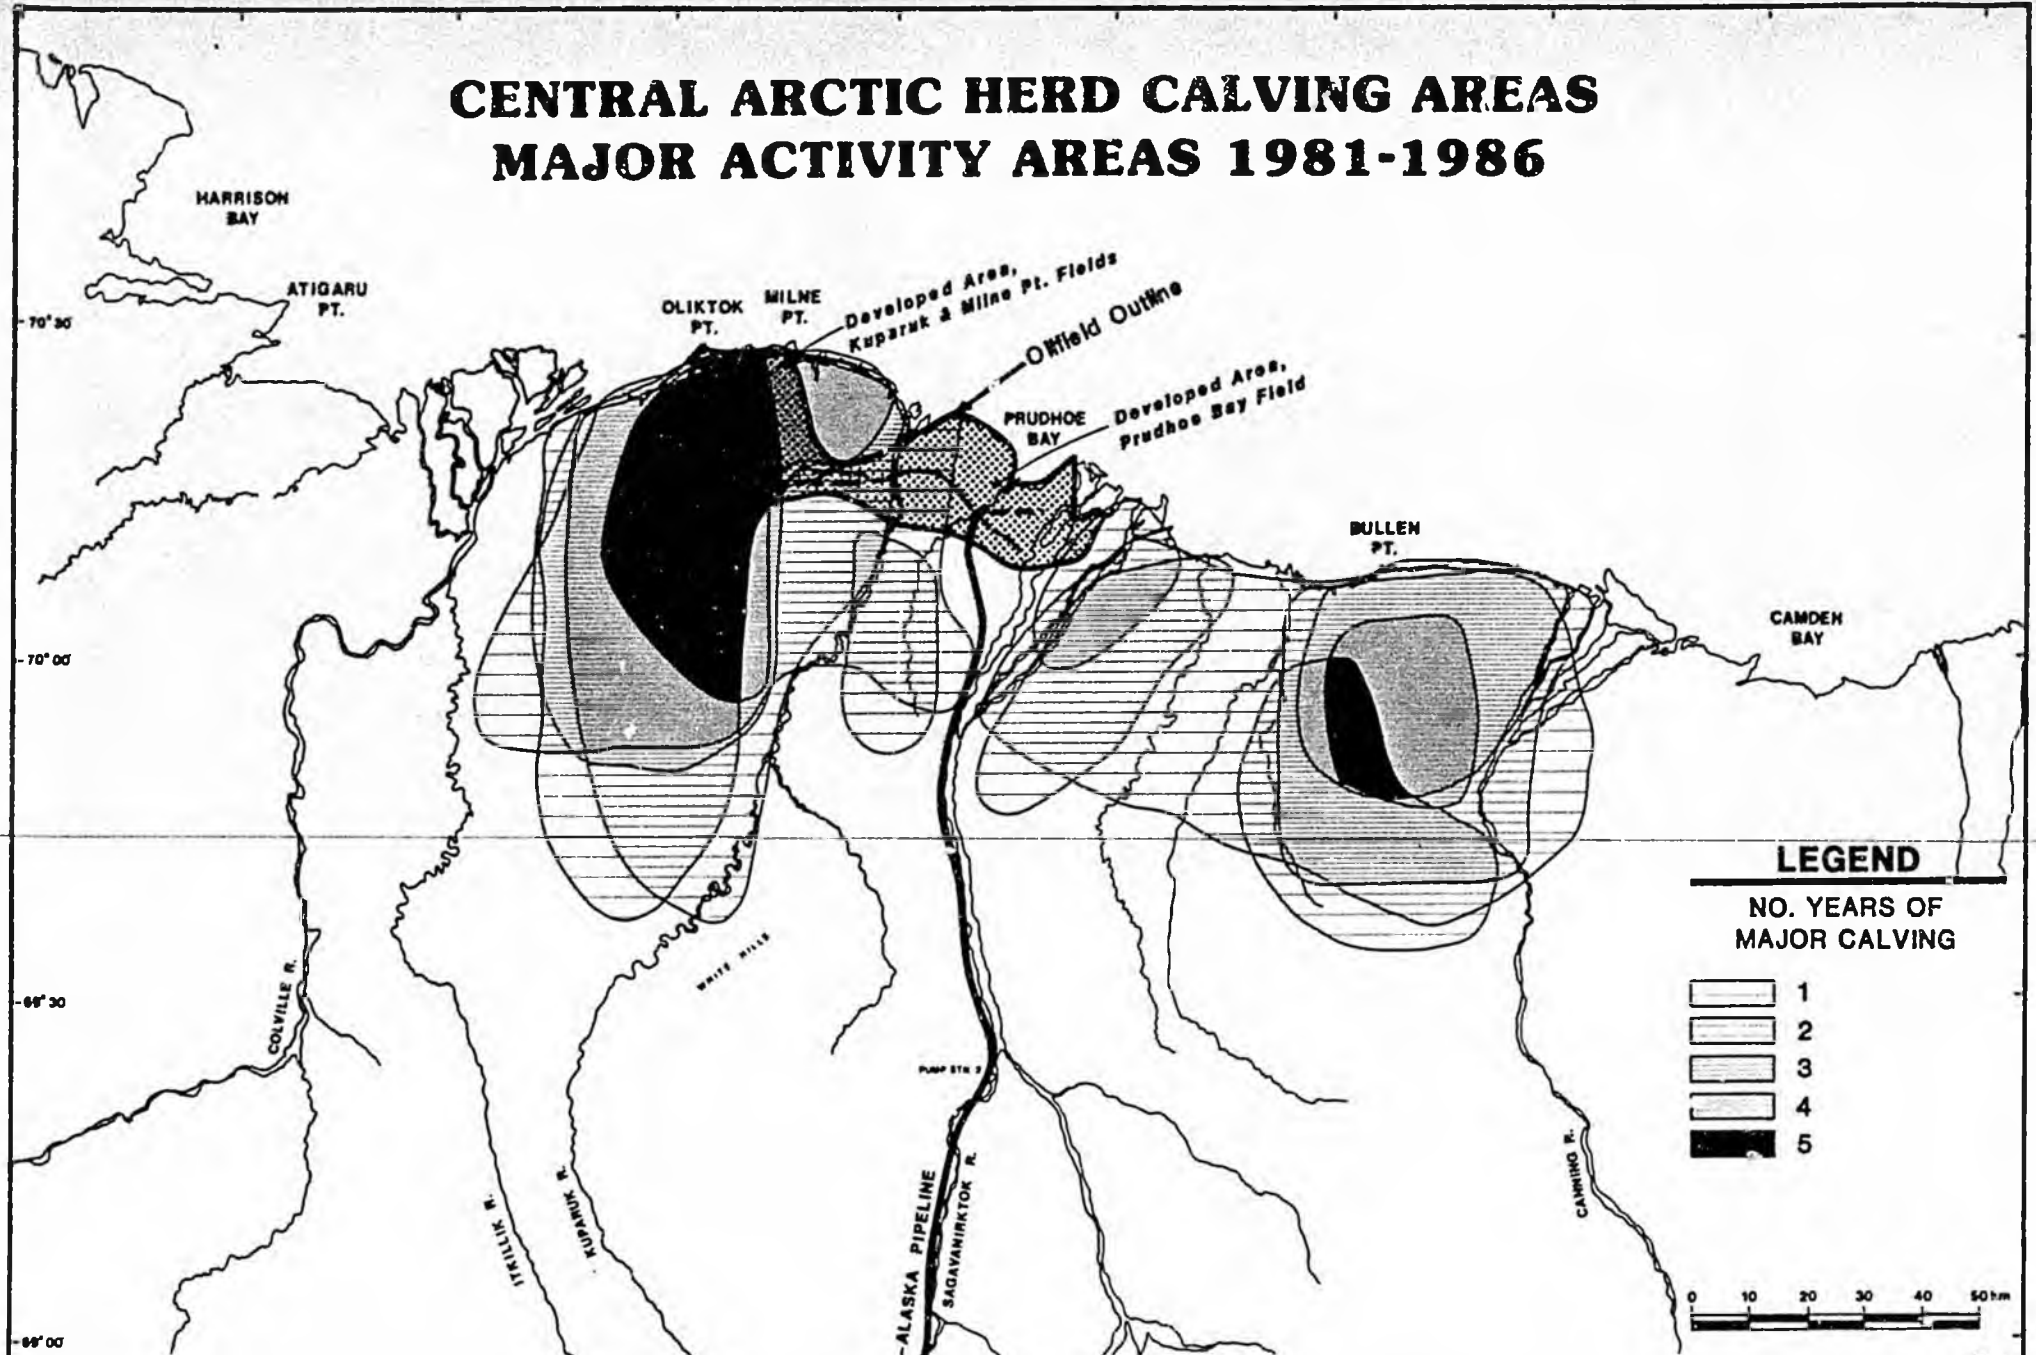 CENTRAL ARCTIC HERD CALVING AREAS
MAJOR ACTIVITY AREAS 1981-1986
HARRISON
BAY
ATIGARU
PT.
OLIKTOK
PT.
MILNE
PT.
Developed Area,
Kuparuk & Milne Pt. Fields
Oilfield Outline
Developed Area,
Prudhoe Bay Field
PRUDHOE
BAY
BULLEN
PT.
CAMDEN
BAY
70° 30'
70° 00'
69° 30'
69° 00'
WHITE HILLS
COLVILLE R.
ITKILLIK R.
KUPARUK R.
PUMP STN 2
ALASKA PIPELINE
SAGAVANIRKTOK R.
CANNING R.
LEGEND
NO. YEARS OF
MAJOR CALVING
1
2
3
4
5
0 10 20 30 40 50 km